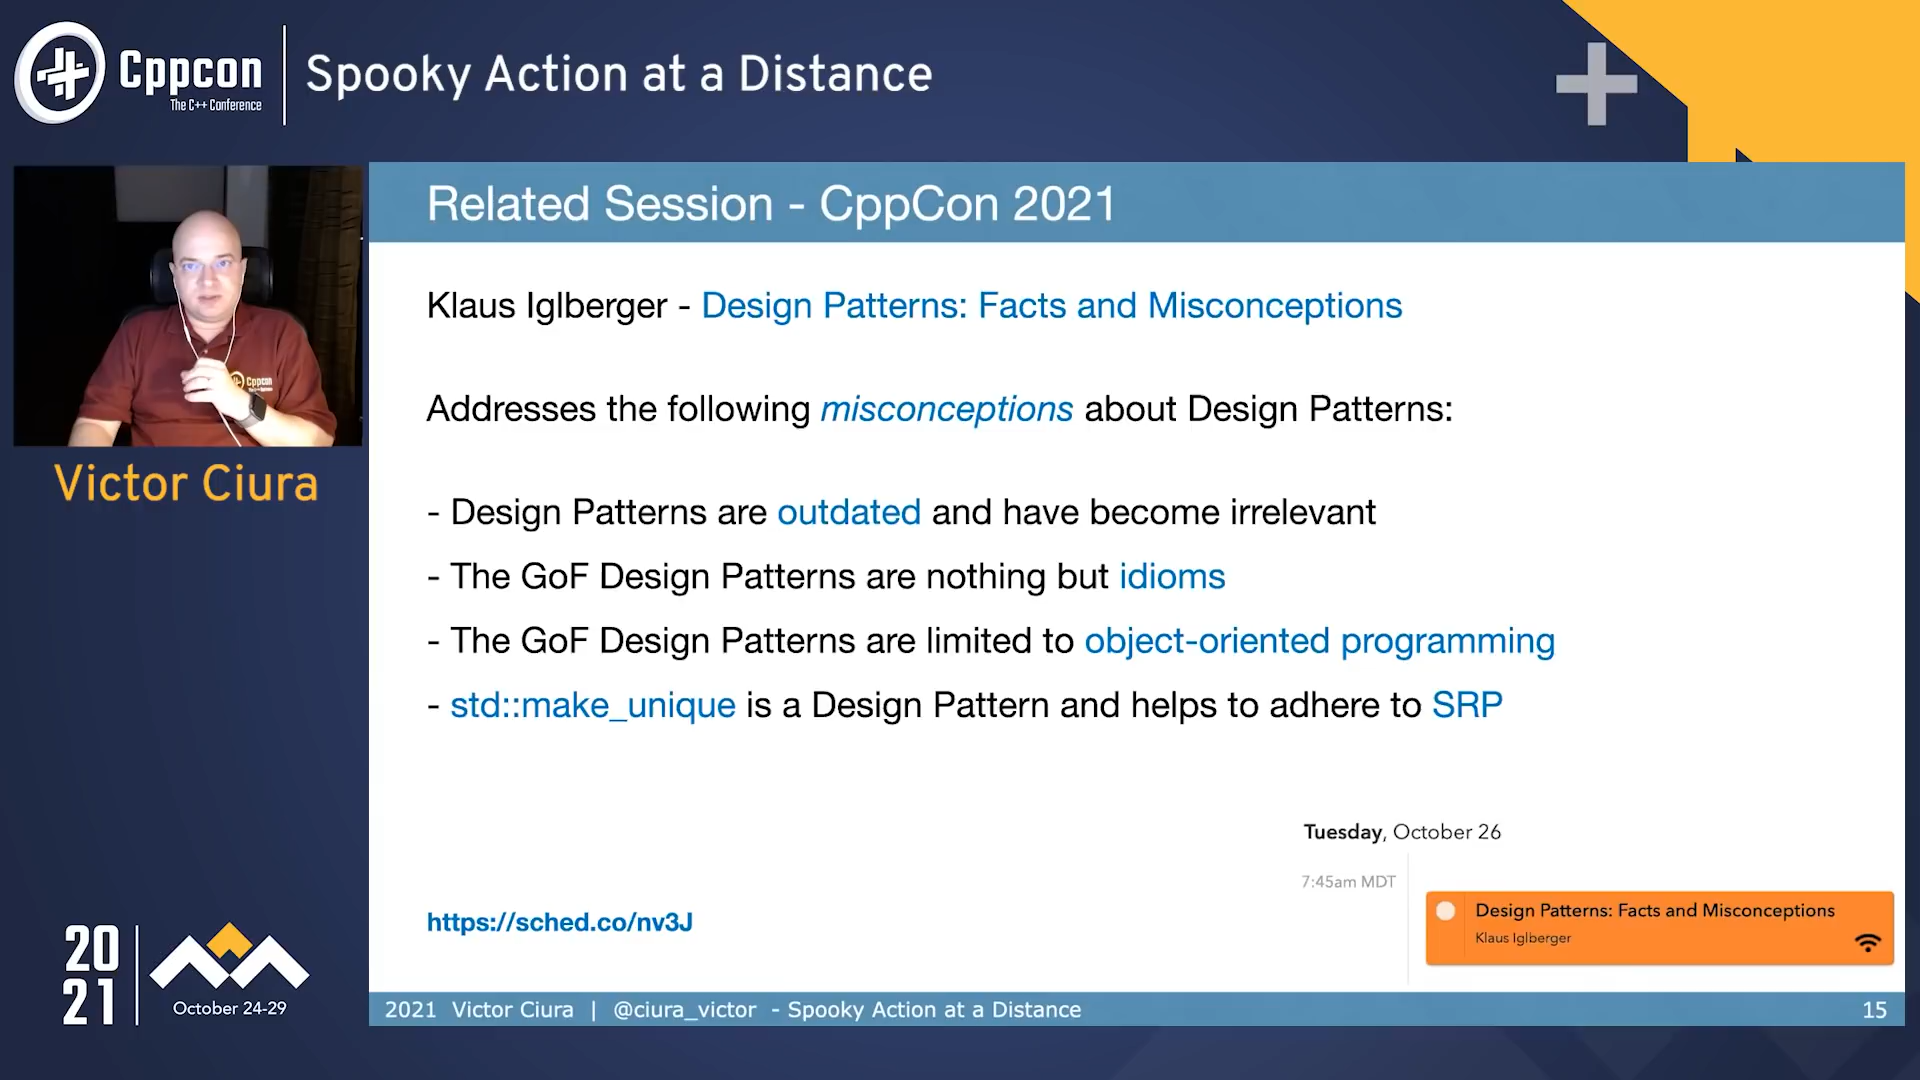 Cppcon
The C++ Conference
Spooky Action at a Distance
Cppcon
Victor Ciura
Related Session - CppCon 2021
Klaus Iglberger - Design Patterns: Facts and Misconceptions
Addresses the following misconceptions about Design Patterns:
- Design Patterns are outdated and have become irrelevant
- The GoF Design Patterns are nothing but idioms
- The GoF Design Patterns are limited to object-oriented programming
- std::make_unique is a Design Pattern and helps to adhere to SRP
Tuesday, October 26
7:45am MDT
Design Patterns: Facts and Misconceptions
Klaus Iglberger
https://sched.co/nv3J
2021 Victor Ciura | @ciura_victor - Spooky Action at a Distance
15
20
21
October 24-29